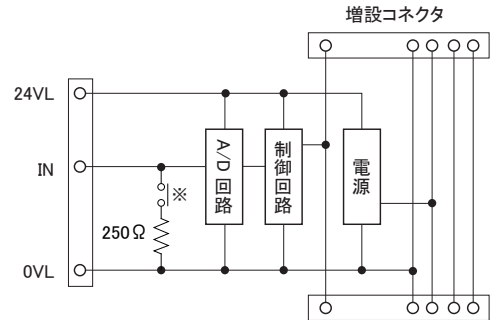 増設コネクタ
24VL
A/D回路
制御回路
電源
IN
※
250Ω
0VL